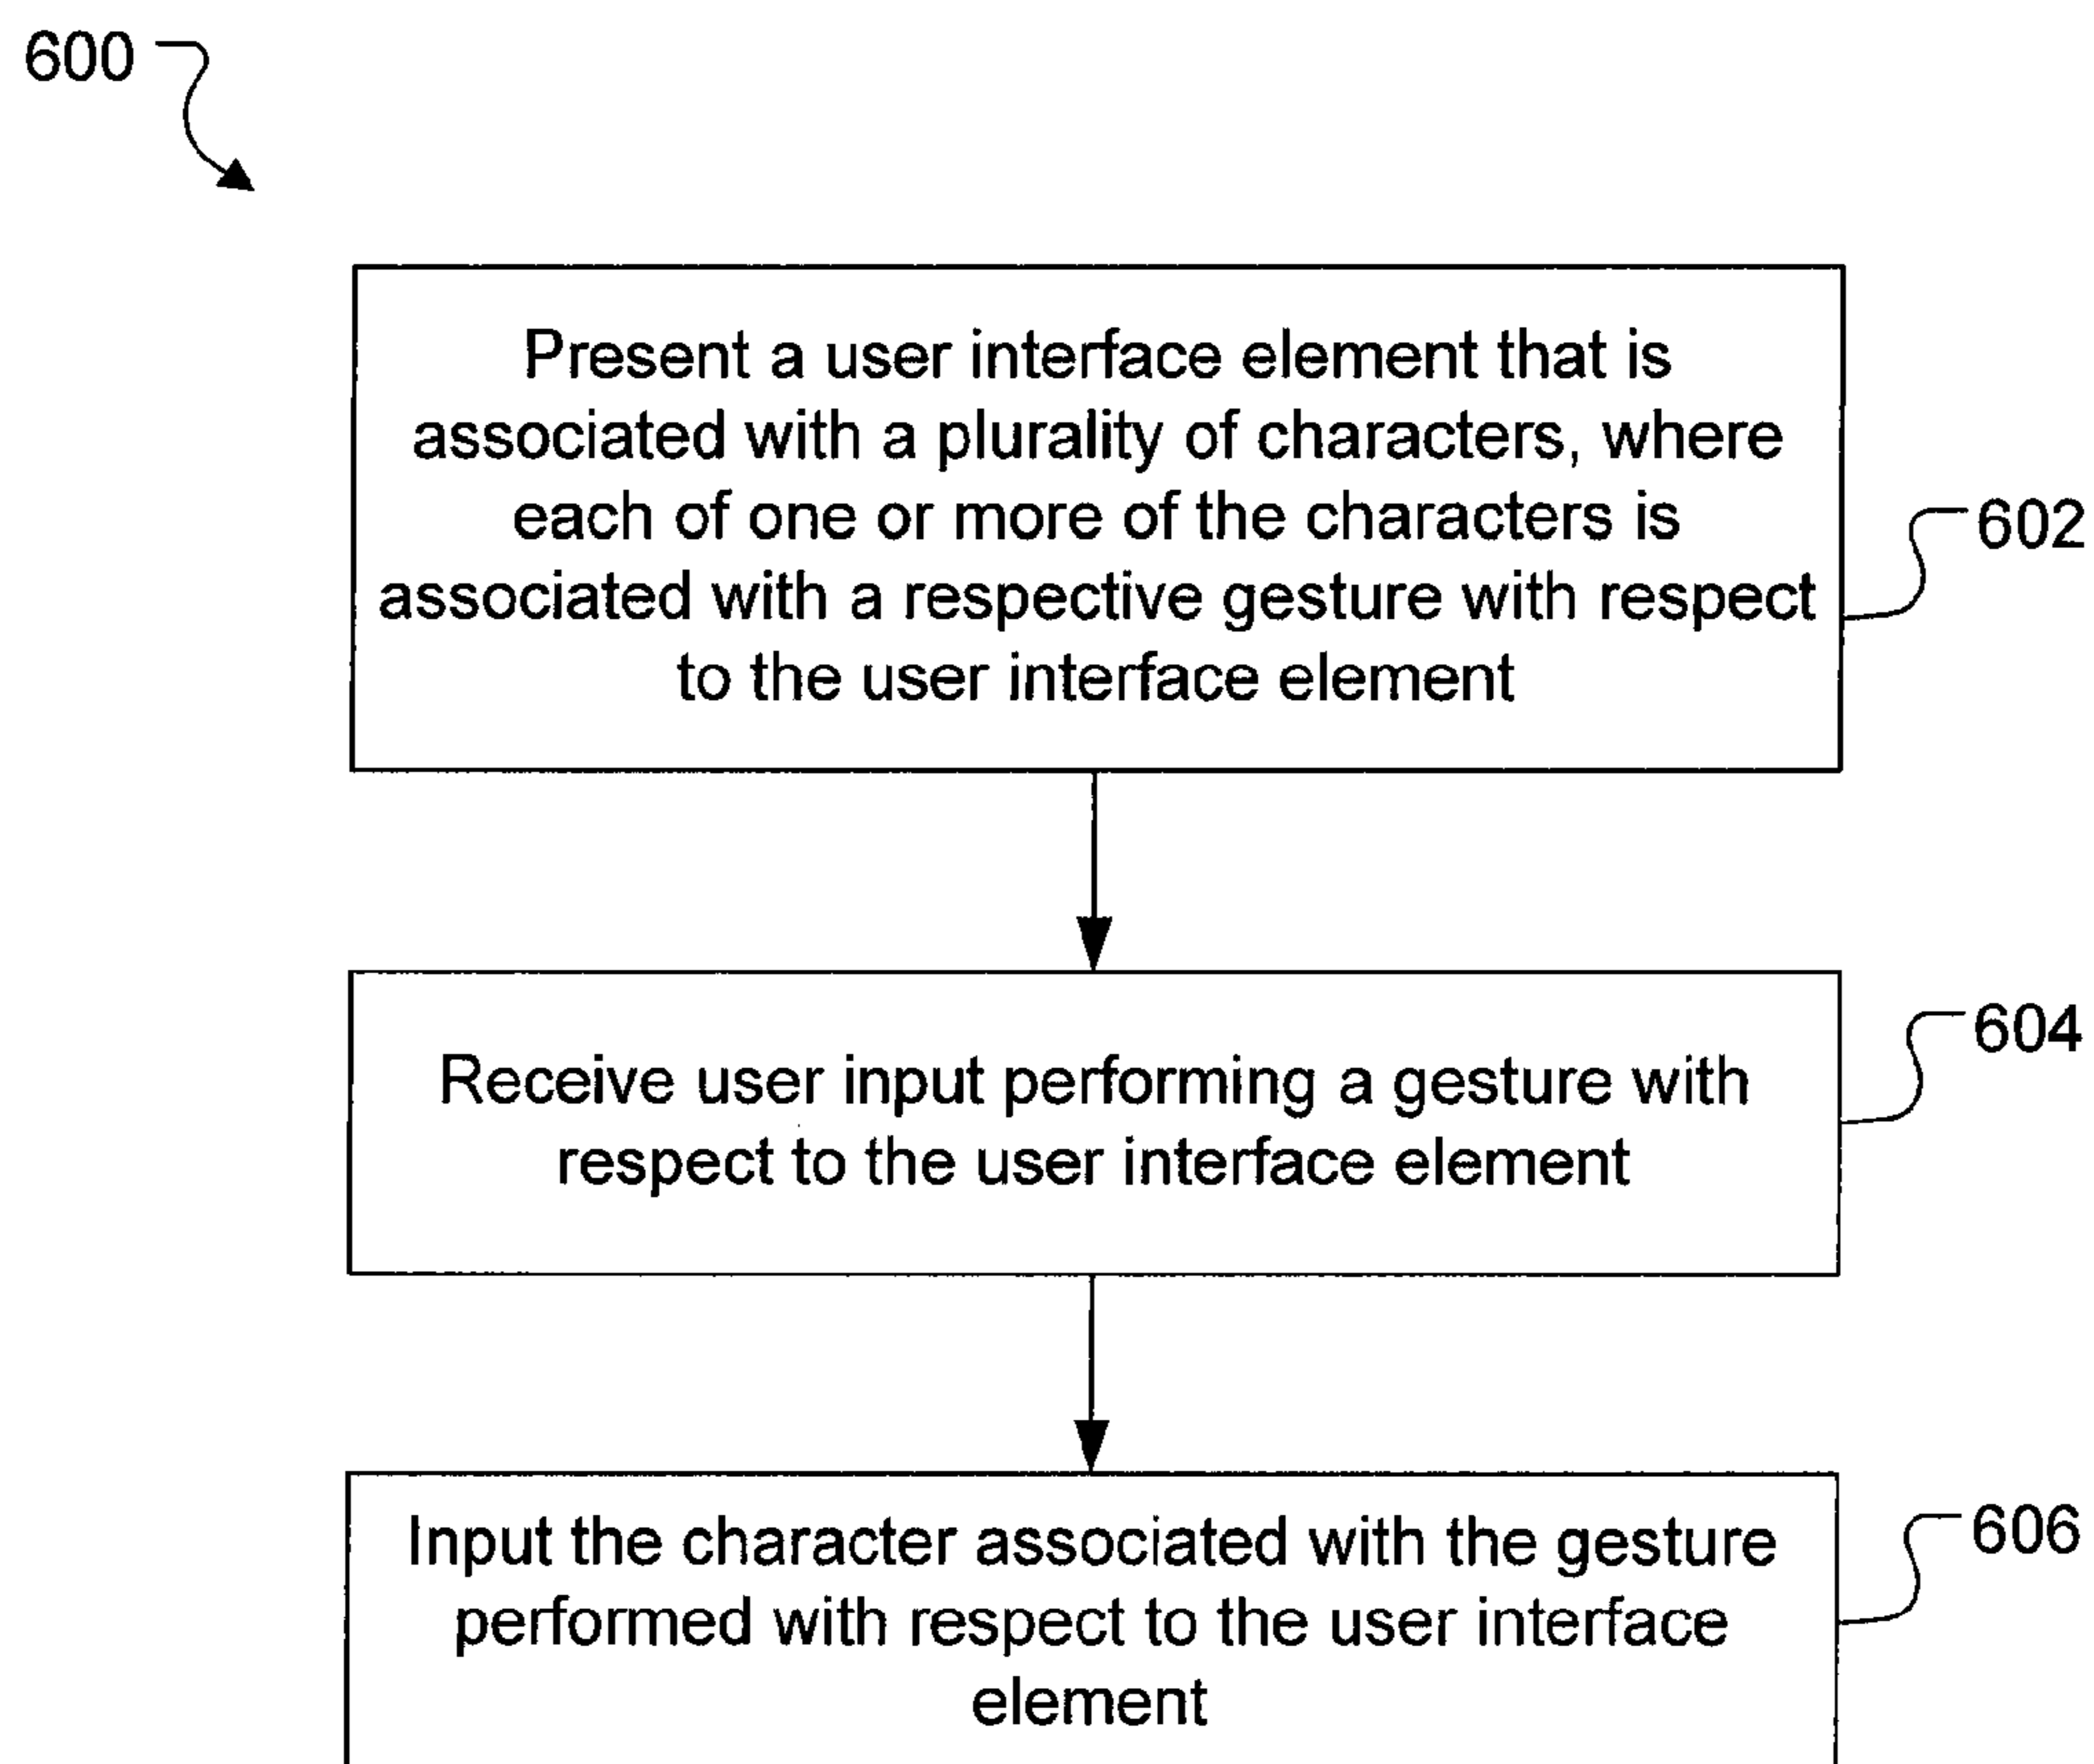 600
Present a user interface element that is
associated with a plurality of characters, where
each of one or more of the characters is
associated with a respective gesture with respect
to the user interface element
602
Receive user input performing a gesture with
respect to the user interface element
604
Input the character associated with the gesture
performed with respect to the user interface
element
606